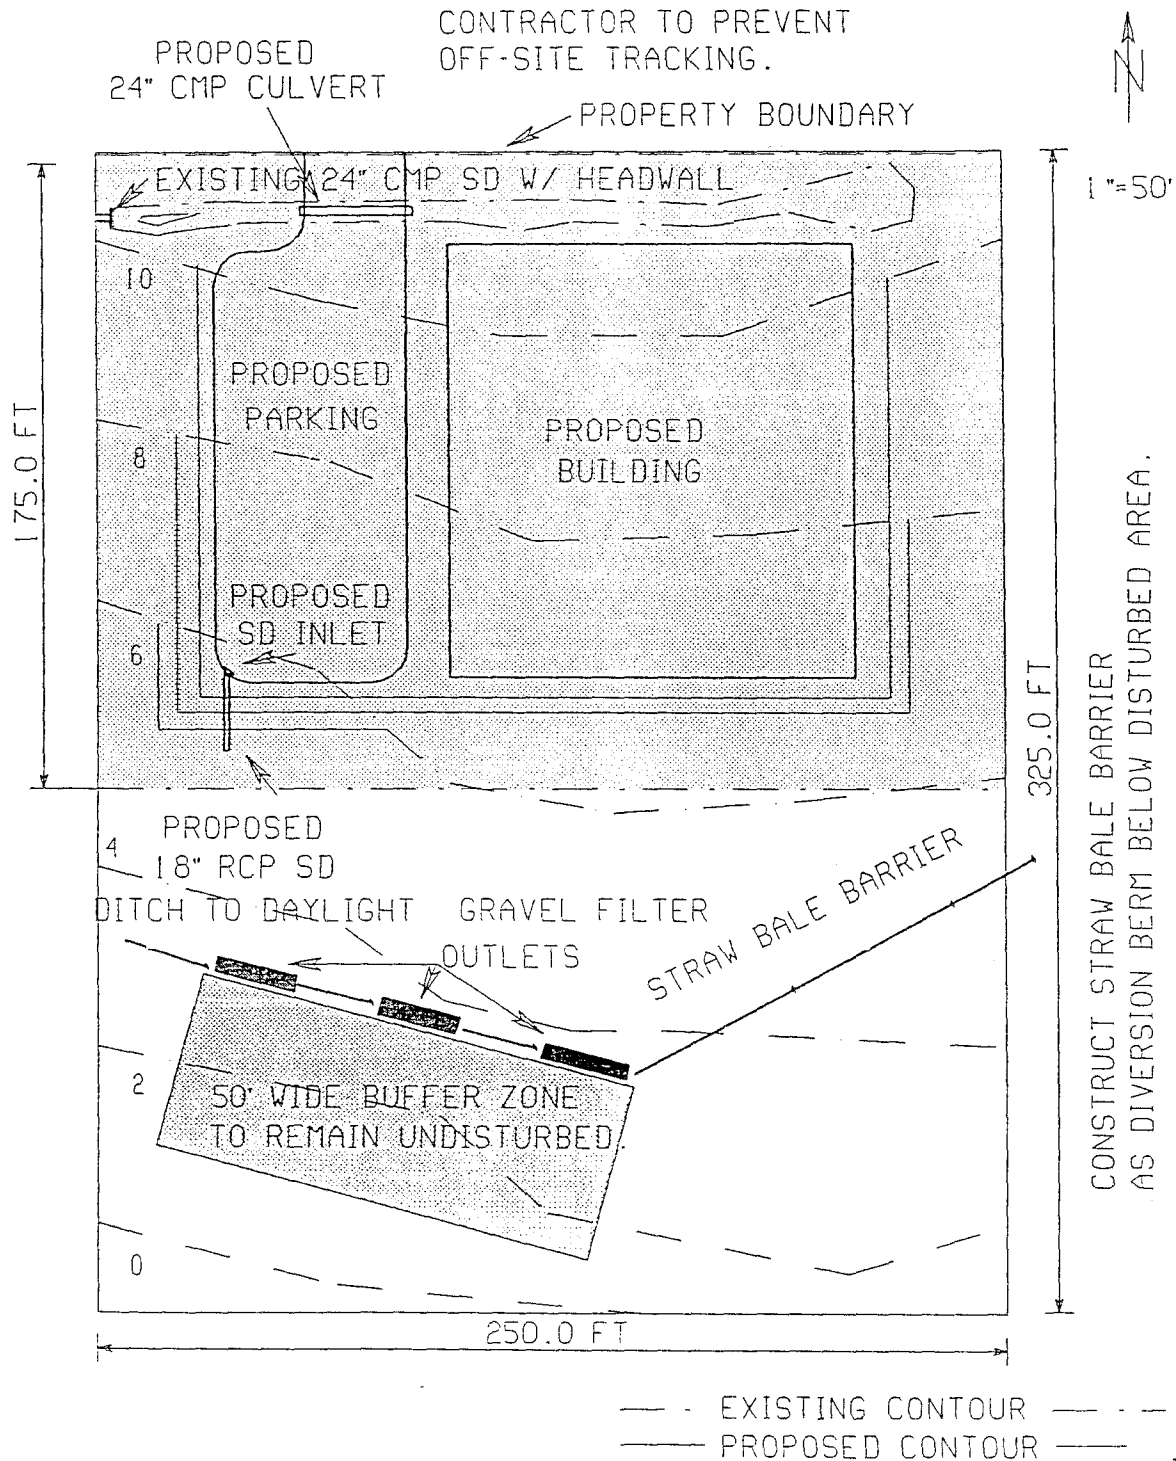 CONTRACTOR TO PREVENT
OFF-SITE TRACKING.
PROPOSED
24" CMP CULVERT
N
PROPERTY BOUNDARY
EXISTING 24" CMP SD W/ HEADWALL
1"=50'
10
PROPOSED
PARKING
PROPOSED
BUILDING
8
175.0 FT
PROPOSED
SD INLET
6
325.0 FT
CONSTRUCT STRAW BALE BARRIER
AS DIVERSION BERM BELOW DISTURBED AREA.
PROPOSED
18" RCP SD
4
DITCH TO DAYLIGHT
GRAVEL FILTER
OUTLETS
STRAW BALE BARRIER
2
50' WIDE BUFFER ZONE
TO REMAIN UNDISTURBED.
0
250.0 FT
EXISTING CONTOUR
PROPOSED CONTOUR